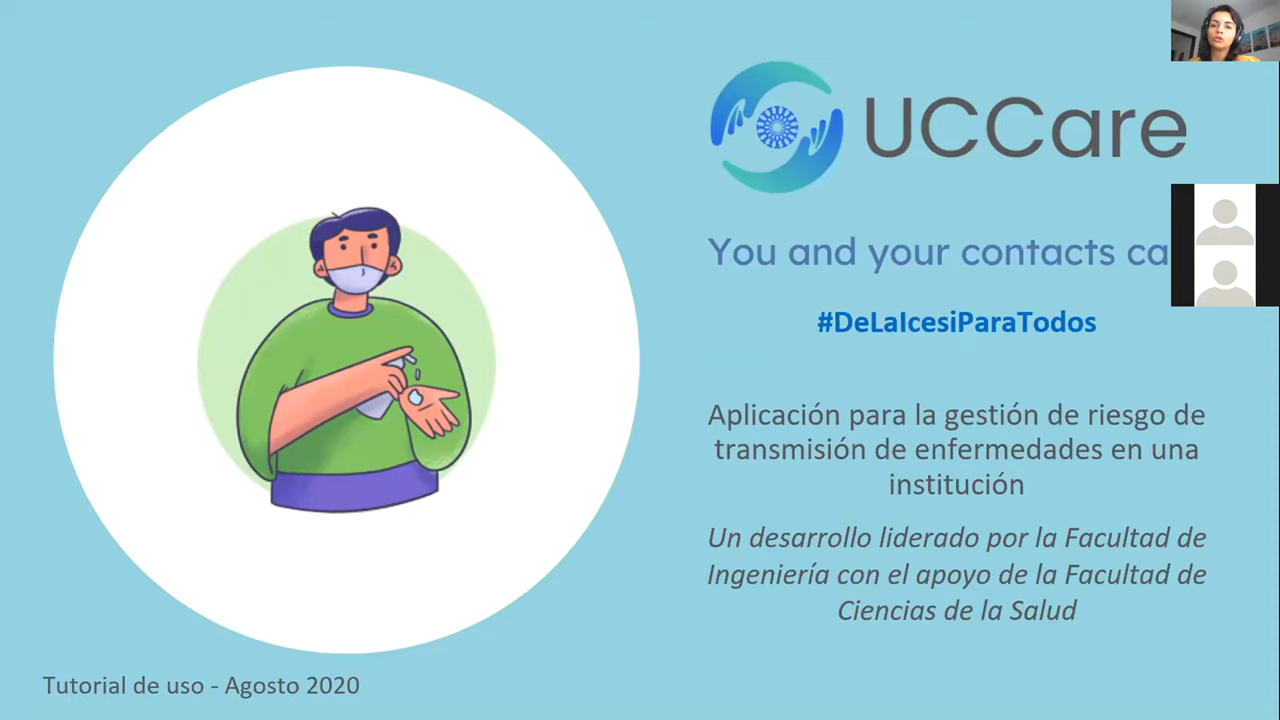 UCCare
You and your contacts ca
#DeLaIcesiParaTodos
Aplicación para la gestión de riesgo de
transmisión de enfermedades en una
institución
Un desarrollo liderado por la Facultad de
Ingeniería con el apoyo de la Facultad de
Ciencias de la Salud
Tutorial de uso - Agosto 2020